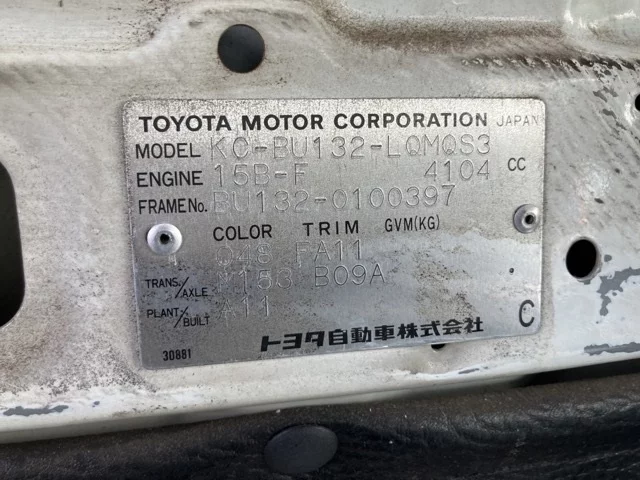 TOYOTA MOTOR CORPORATION JAPAN
MODEL KC-BU132-LQMQS3
ENGINE 15B-F 4104 CC
FRAME No. BU132-0100397
COLOR TRIM GVM(KG)
048 FA11
TRANS./AXLE M153 B09A
PLANT/BUILT A11
30881 トヨタ自動車株式会社 C